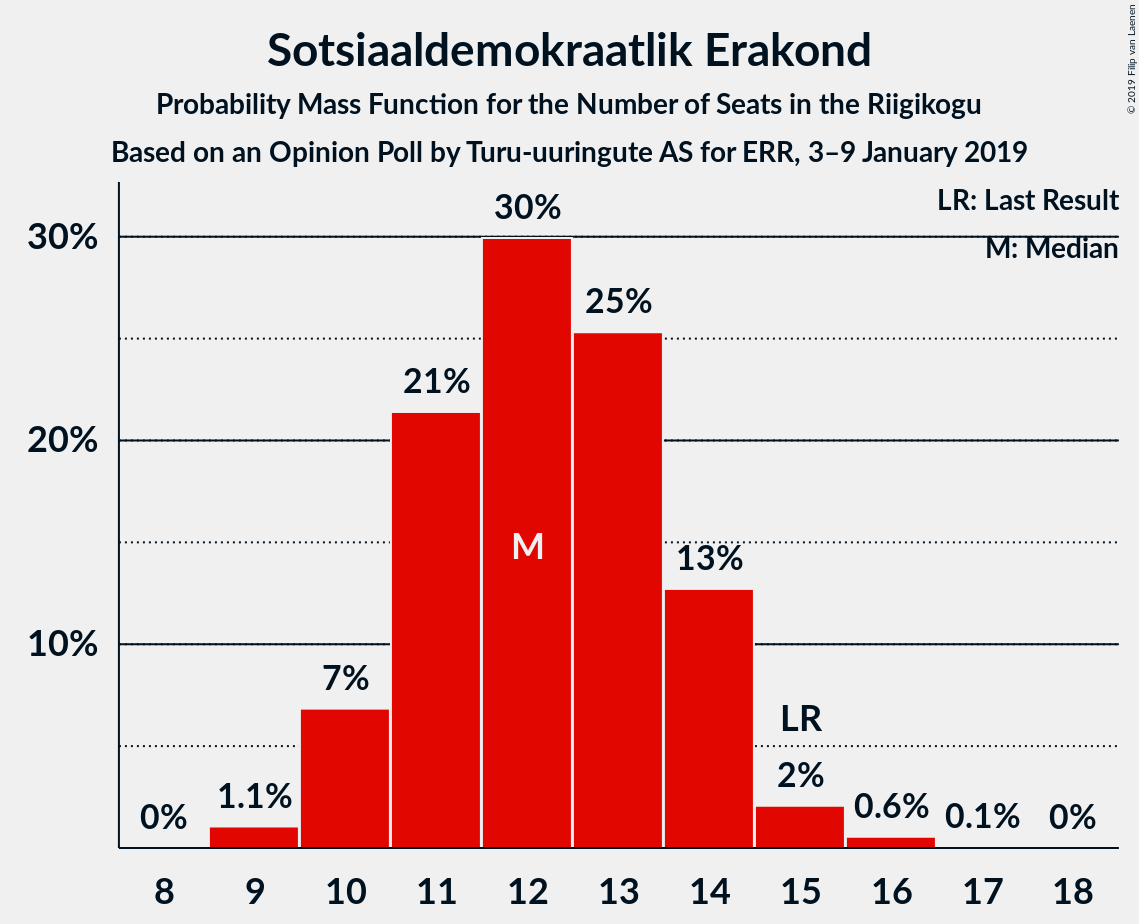 Sotsiaaldemokraatlik Erakond
Probability Mass Function for the Number of Seats in the Riigikogu
Based on an Opinion Poll by Turu-uuringute AS for ERR, 3–9 January 2019
© 2019 Filip van Laenen
LR: Last Result
M: Median
30%
20%
10%
0%
1.1%
7%
21%
30%
M
25%
13%
LR
2%
0.6%
0.1%
0%
8 9 10 11 12 13 14 15 16 17 18